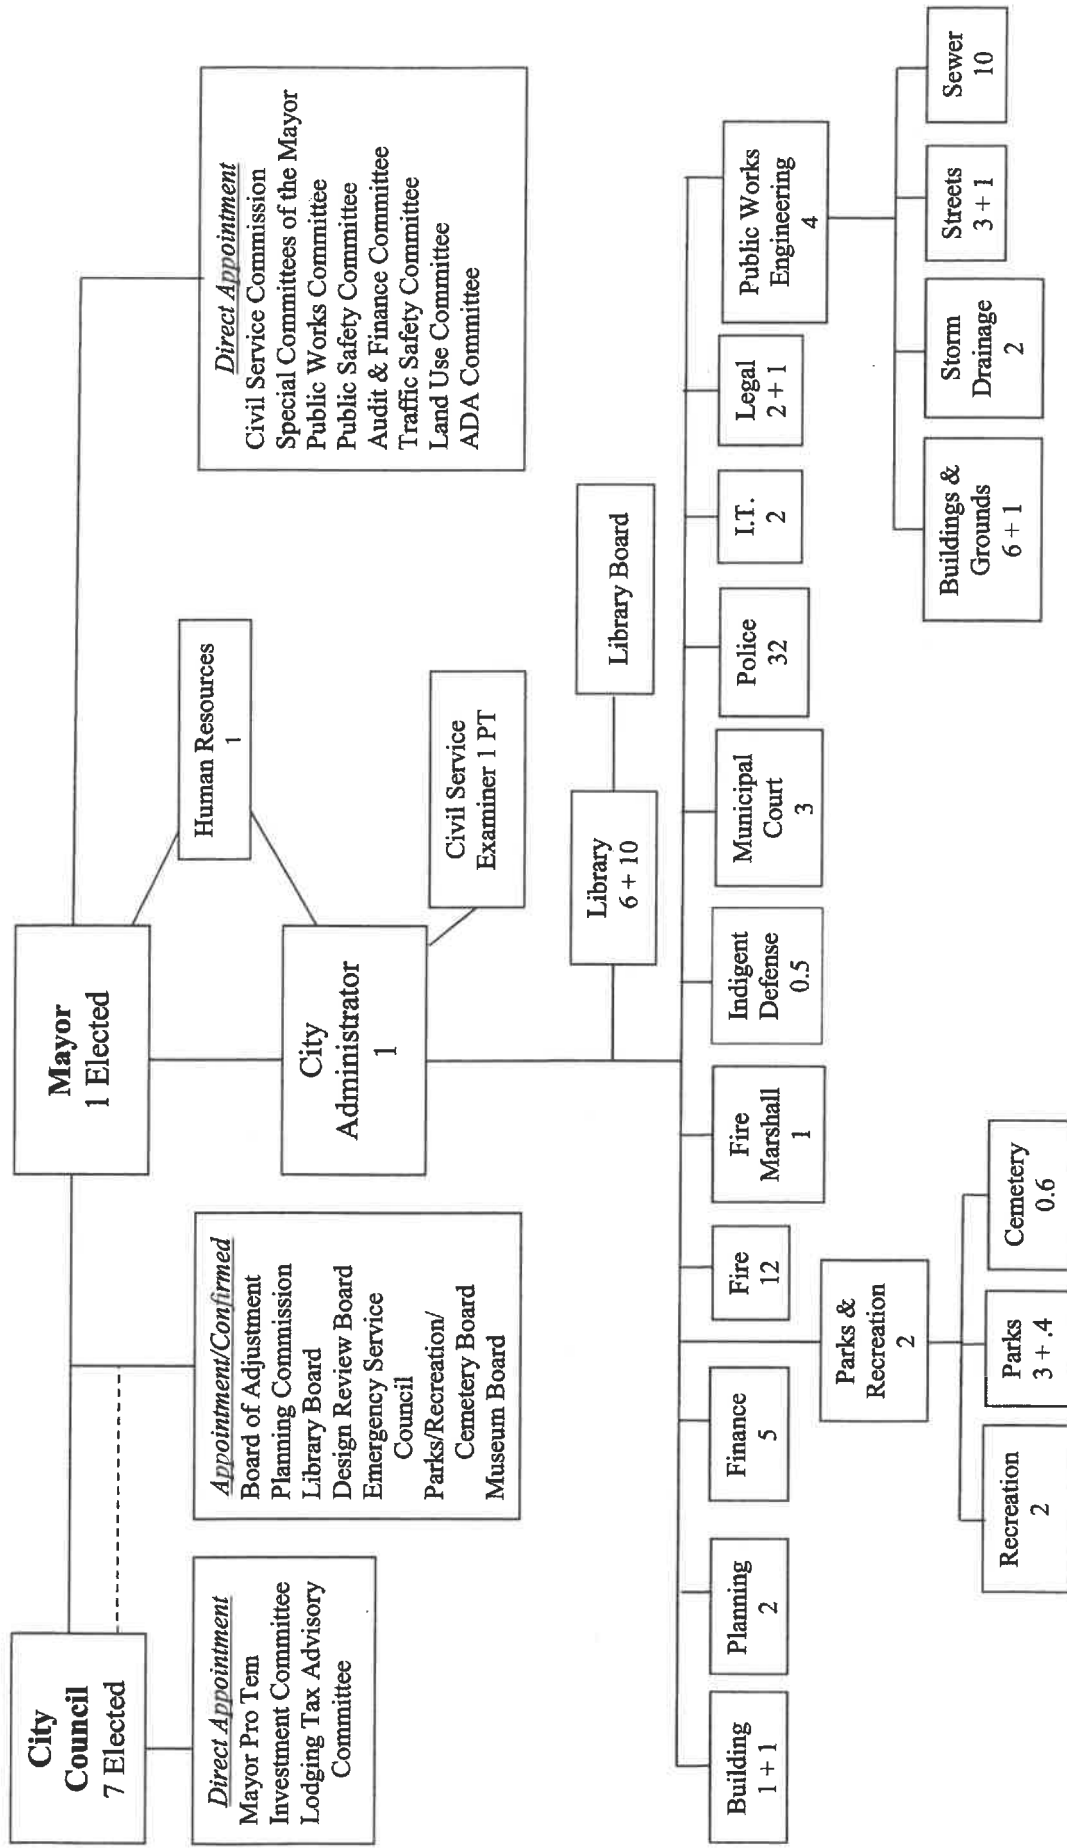 City
Council
7 Elected
Mayor
1 Elected
Direct Appointment
Mayor Pro Tem
Investment Committee
Lodging Tax Advisory
Committee
Appointment/Confirmed
Board of Adjustment
Planning Commission
Library Board
Design Review Board
Emergency Service
Council
Parks/Recreation/
Cemetery Board
Museum Board
City
Administrator
1
Human Resources
1
Direct Appointment
Civil Service Commission
Special Committees of the Mayor
Public Works Committee
Public Safety Committee
Audit & Finance Committee
Traffic Safety Committee
Land Use Committee
ADA Committee
Civil Service
Examiner 1 PT
Library
6 + 10
Library Board
Building
1 + 1
Planning
2
Finance
5
Parks &
Recreation
2
Fire
12
Fire
Marshall
1
Indigent
Defense
0.5
Municipal
Court
3
Police
32
I.T.
2
Legal
2 + 1
Public Works
Engineering
4
Recreation
2
Parks
3 + .4
Cemetery
0.6
Buildings &
Grounds
6 + 1
Storm
Drainage
2
Streets
3 + 1
Sewer
10